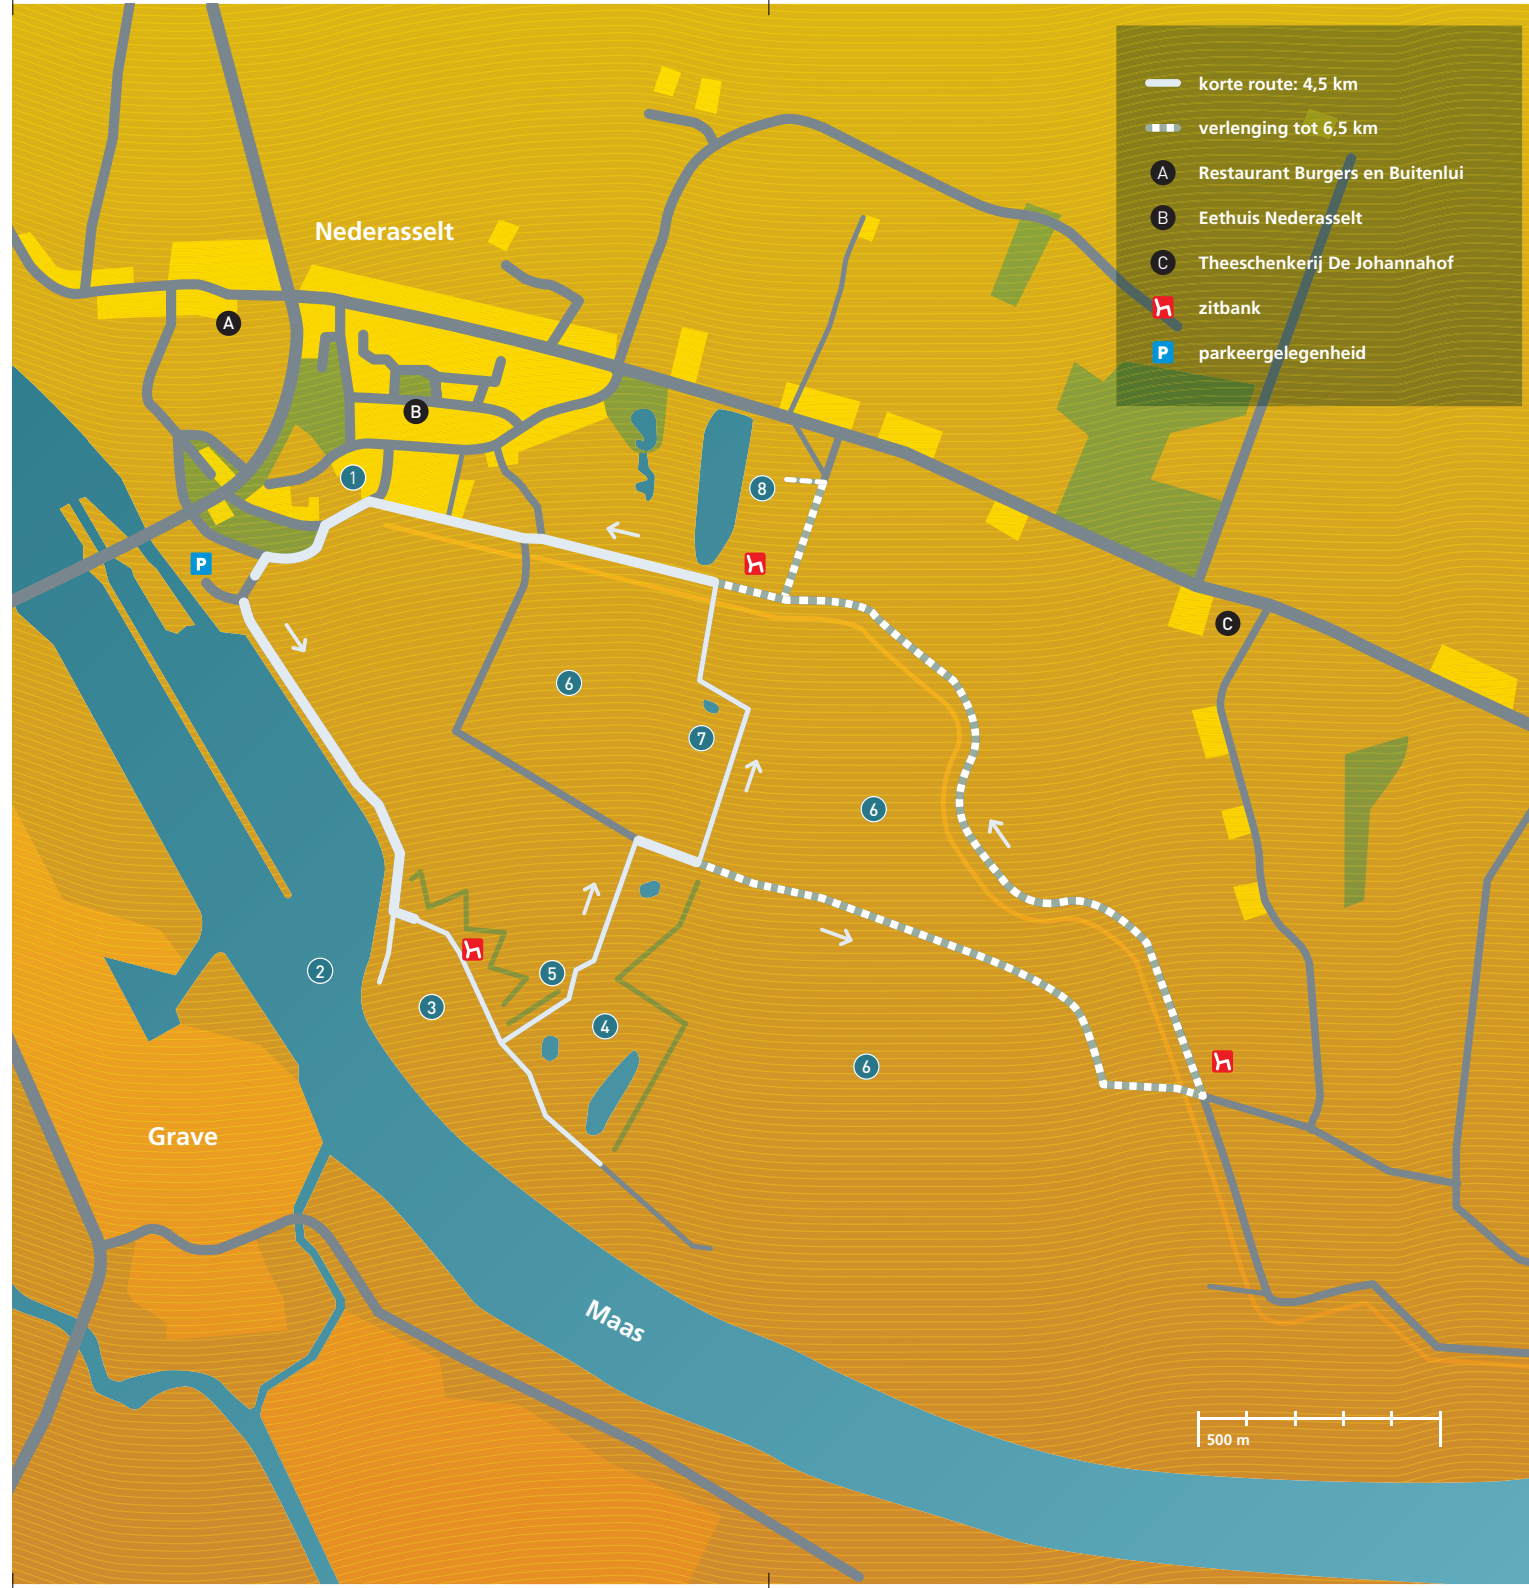 korte route: 4,5 km
verlenging tot 6,5 km
A Restaurant Burgers en Buitenlui
B Eethuis Nederasselt
C Theeschenkerij De Johannahof
zitbank
P parkeergelegenheid
Nederasselt
A
B
1
8
P
C
6
7
6
2
5
3
4
6
Grave
Maas
500 m